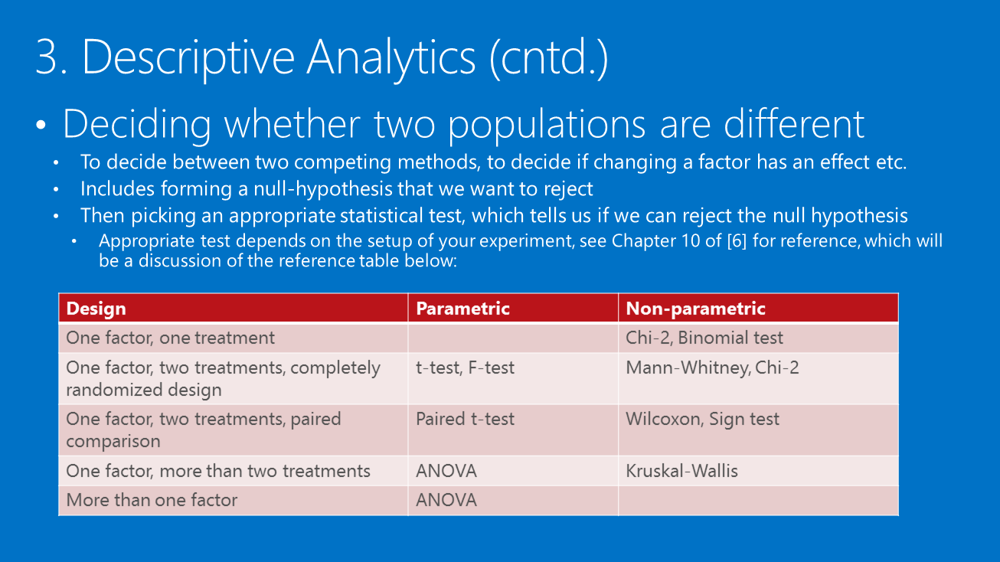 3. Descriptive Analytics (cntd.)
• Deciding whether two populations are different
• To decide between two competing methods, to decide if changing a factor has an effect etc.
• Includes forming a null-hypothesis that we want to reject
• Then picking an appropriate statistical test, which tells us if we can reject the null hypothesis
• Appropriate test depends on the setup of your experiment, see Chapter 10 of [6] for reference, which will
be a discussion of the reference table below:
Design Parametric Non-parametric
One factor, one treatment Chi-2, Binomial test
One factor, two treatments, completely t-test, F-test Mann-Whitney, Chi-2
randomized design
One factor, two treatments, paired Paired t-test Wilcoxon, Sign test
comparison
One factor, more than two treatments ANOVA Kruskal-Wallis
More than one factor ANOVA